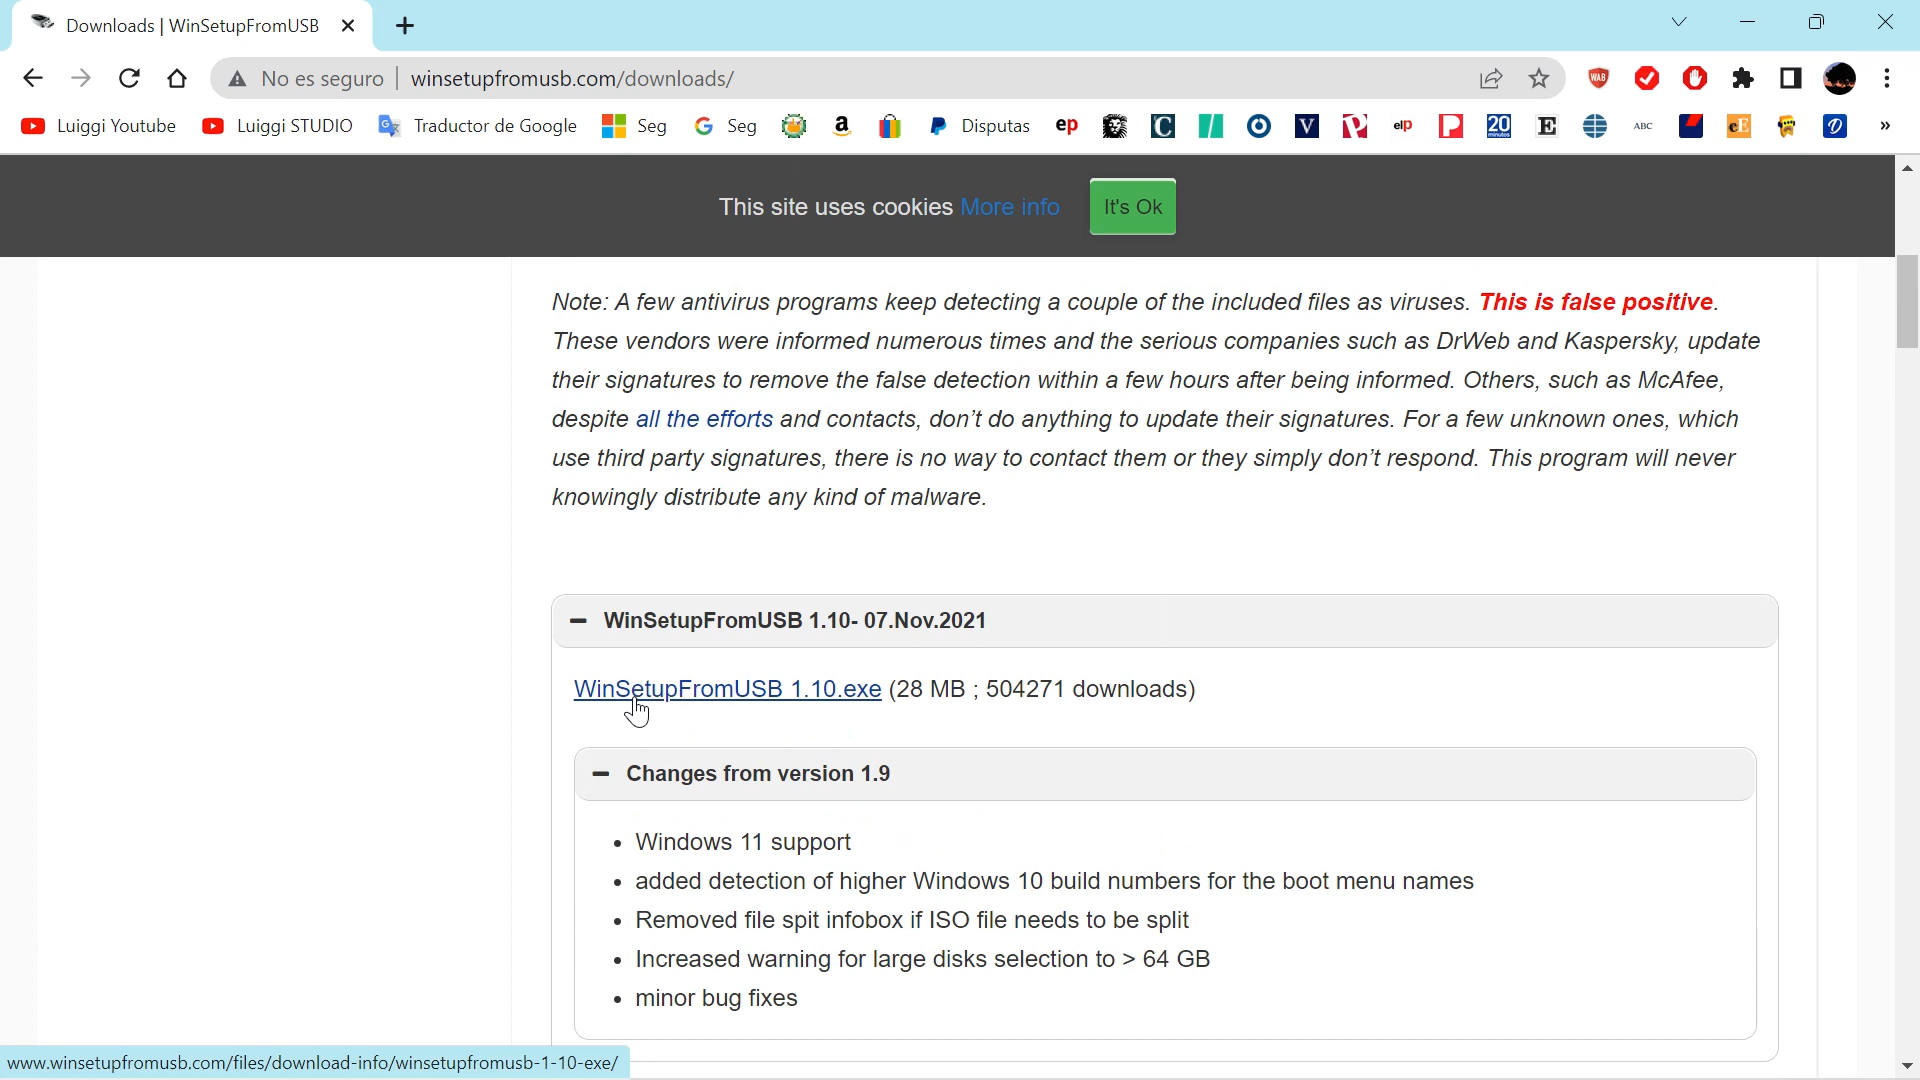 Downloads | WinSetupFromUSB
No es seguro
winsetupfromusb.com/downloads/
WAB
Luiggi Youtube
Luiggi STUDIO
Traductor de Google
Seg
G Seg
a
Disputas
ep
C
V
elp
P
20
minutos
E
ABC
eE
»
This site uses cookies More info
It's Ok
Note: A few antivirus programs keep detecting a couple of the included files as viruses. This is false positive.
These vendors were informed numerous times and the serious companies such as DrWeb and Kaspersky, update
their signatures to remove the false detection within a few hours after being informed. Others, such as McAfee,
despite all the efforts and contacts, don't do anything to update their signatures. For a few unknown ones, which
use third party signatures, there is no way to contact them or they simply don't respond. This program will never
knowingly distribute any kind of malware.
WinSetupFromUSB 1.10- 07.Nov.2021
WinSetupFromUSB 1.10.exe (28 MB ; 504271 downloads)
Changes from version 1.9
• Windows 11 support
• added detection of higher Windows 10 build numbers for the boot menu names
• Removed file spit infobox if ISO file needs to be split
• Increased warning for large disks selection to > 64 GB
• minor bug fixes
www.winsetupfromusb.com/files/download-info/winsetupfromusb-1-10-exe/